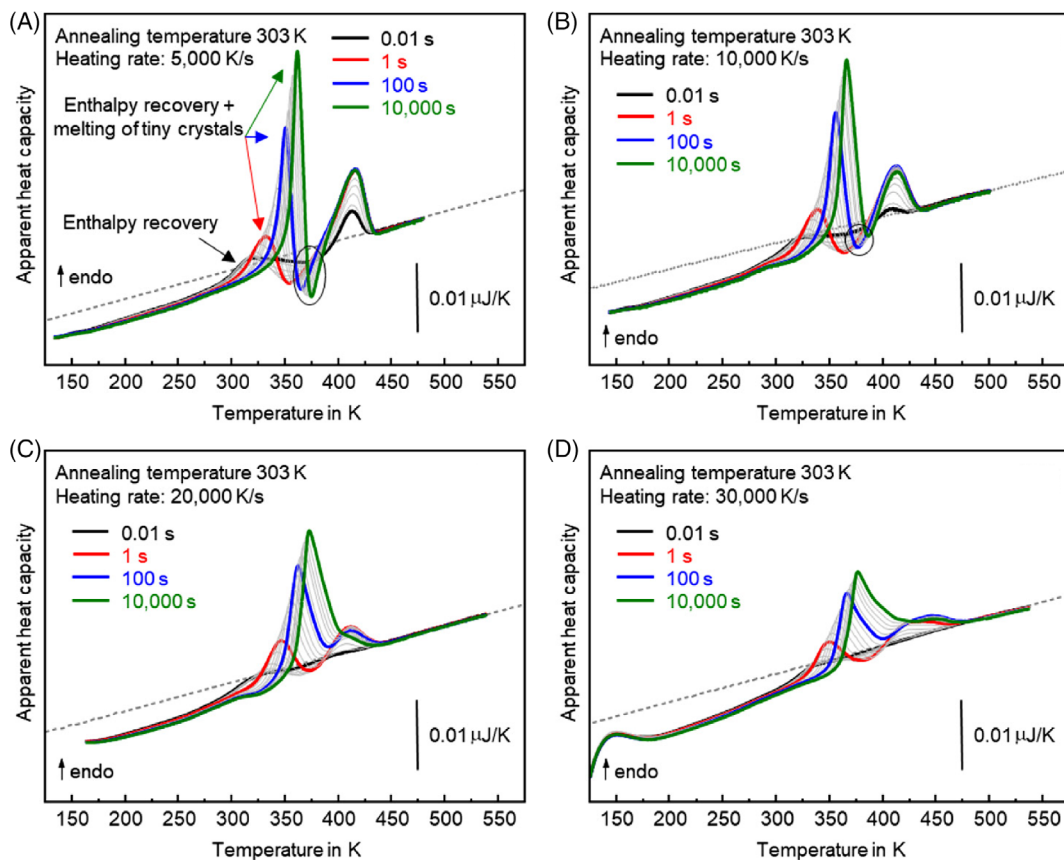 (A)
Annealing temperature 303 K
Heating rate: 5,000 K/s
0.01 s
1 s
100 s
10,000 s
Enthalpy recovery +
melting of tiny crystals
Enthalpy recovery
endo
0.01 µJ/K
Apparent heat capacity
150 200 250 300 350 400 450 500 550
Temperature in K
(B)
Annealing temperature 303 K
Heating rate: 10,000 K/s
0.01 s
1 s
100 s
10,000 s
0.01 µJ/K
endo
Apparent heat capacity
150 200 250 300 350 400 450 500 550
Temperature in K
(C)
Annealing temperature 303 K
Heating rate: 20,000 K/s
0.01 s
1 s
100 s
10,000 s
0.01 µJ/K
endo
Apparent heat capacity
150 200 250 300 350 400 450 500 550
Temperature in K
(D)
Annealing temperature 303 K
Heating rate: 30,000 K/s
0.01 s
1 s
100 s
10,000 s
0.01 µJ/K
endo
Apparent heat capacity
150 200 250 300 350 400 450 500 550
Temperature in K